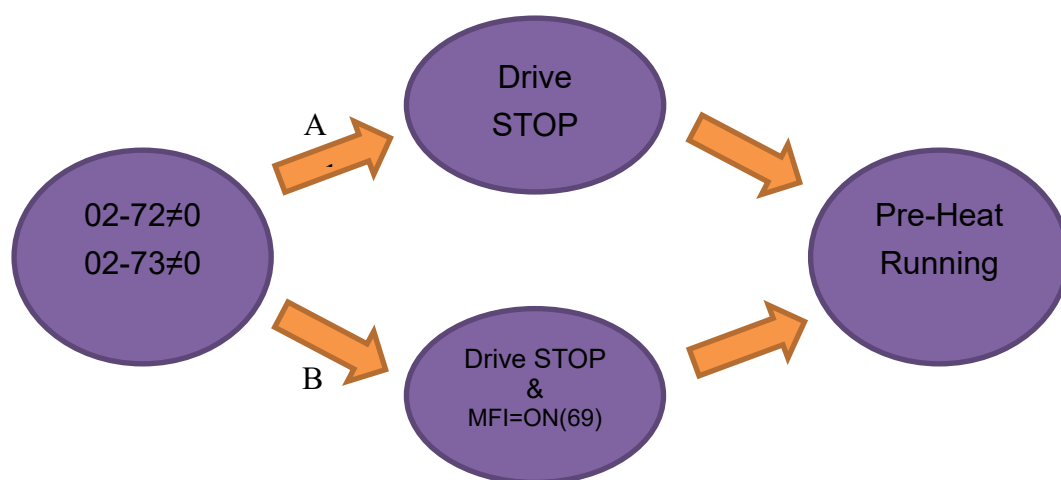 Drive
STOP
A
02-72≠0
02-73≠0
Pre-Heat
Running
B
Drive STOP
&
MFI=ON(69)